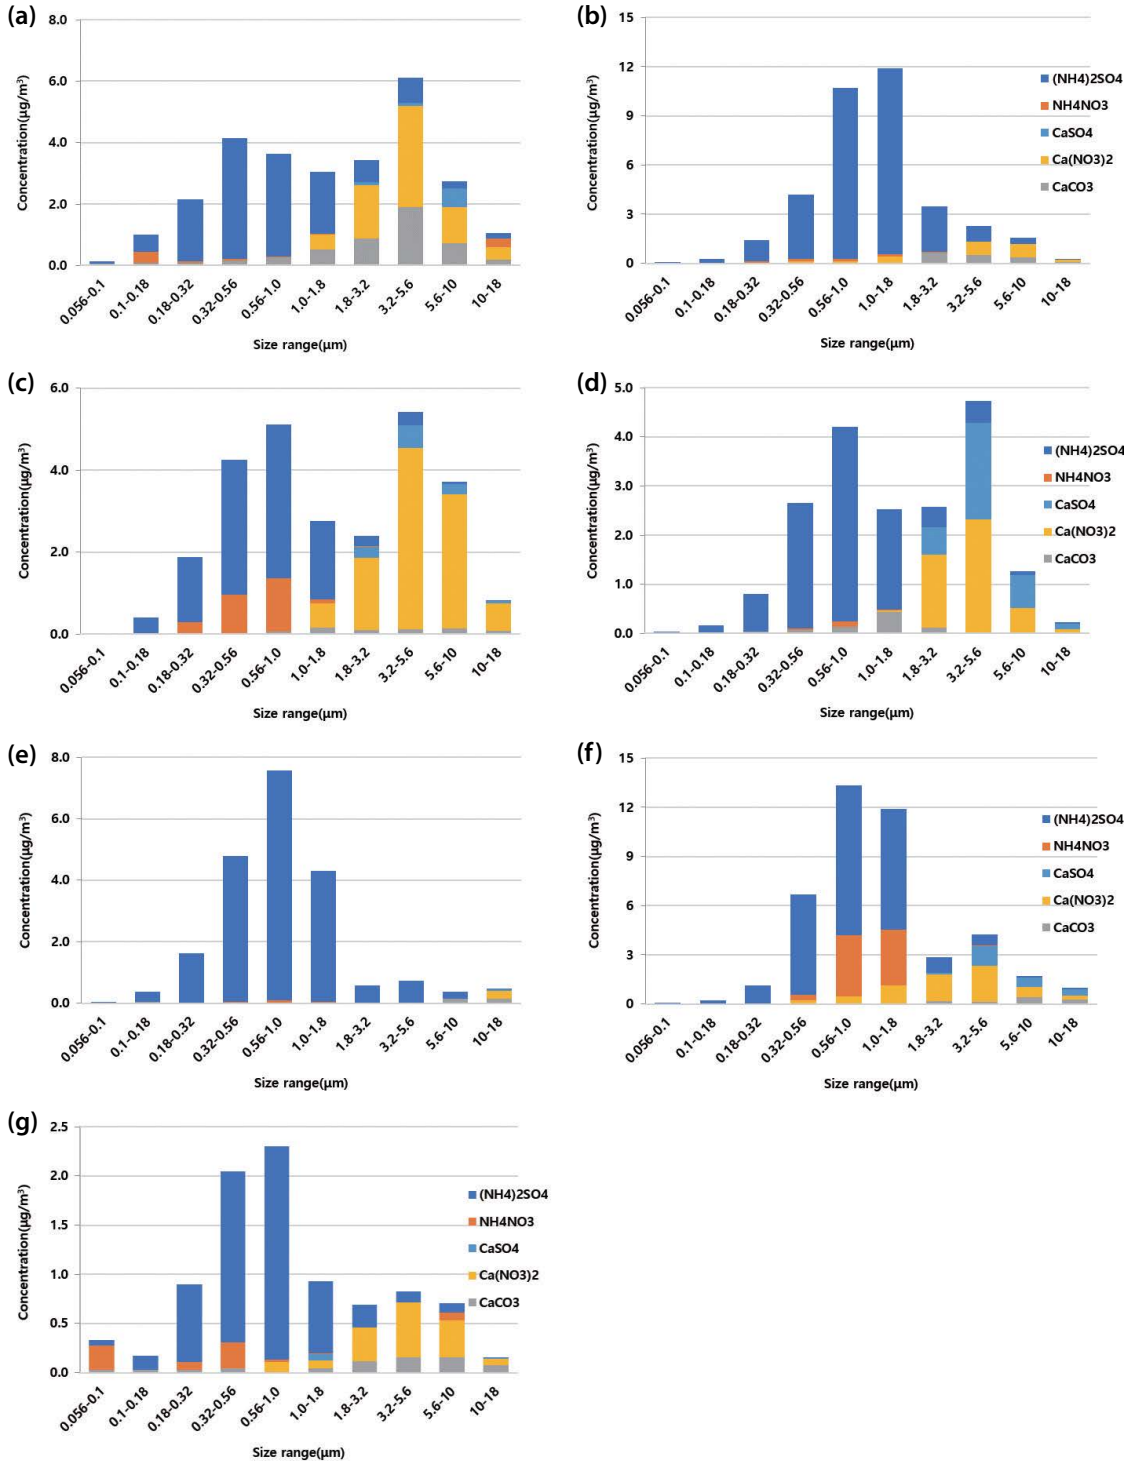 (a)
8.0
6.0
4.0
2.0
0.0
Concentration(µg/m³)
0.056-0.1
0.1-0.18
0.18-0.32
0.32-0.56
0.56-1.0
1.0-1.8
1.8-3.2
3.2-5.6
5.6-10
10-18
Size range(µm)
(b)
15
12
9
6
3
0
Concentration(µg/m³)
(NH4)2SO4
NH4NO3
CaSO4
Ca(NO3)2
CaCO3
0.056-0.1
0.1-0.18
0.18-0.32
0.32-0.56
0.56-1.0
1.0-1.8
1.8-3.2
3.2-5.6
5.6-10
10-18
Size range(µm)
(c)
6.0
4.0
2.0
0.0
Concentration(µg/m³)
0.056-0.1
0.1-0.18
0.18-0.32
0.32-0.56
0.56-1.0
1.0-1.8
1.8-3.2
3.2-5.6
5.6-10
10-18
Size range(µm)
(d)
5.0
4.0
3.0
2.0
1.0
0.0
Concentration(µg/m³)
(NH4)2SO4
NH4NO3
CaSO4
Ca(NO3)2
CaCO3
0.056-0.1
0.1-0.18
0.18-0.32
0.32-0.56
0.56-1.0
1.0-1.8
1.8-3.2
3.2-5.6
5.6-10
10-18
Size range(µm)
(e)
8.0
6.0
4.0
2.0
0.0
Concentration(µg/m³)
0.056-0.1
0.1-0.18
0.18-0.32
0.32-0.56
0.56-1.0
1.0-1.8
1.8-3.2
3.2-5.6
5.6-10
10-18
Size range(µm)
(f)
15
12
9
6
3
0
Concentration(µg/m³)
(NH4)2SO4
NH4NO3
CaSO4
Ca(NO3)2
CaCO3
0.056-0.1
0.1-0.18
0.18-0.32
0.32-0.56
0.56-1.0
1.0-1.8
1.8-3.2
3.2-5.6
5.6-10
10-18
Size range(µm)
(g)
2.5
2.0
1.5
1.0
0.5
0.0
Concentration(µg/m³)
(NH4)2SO4
NH4NO3
CaSO4
Ca(NO3)2
CaCO3
0.056-0.1
0.1-0.18
0.18-0.32
0.32-0.56
0.56-1.0
1.0-1.8
1.8-3.2
3.2-5.6
5.6-10
10-18
Size range(µm)